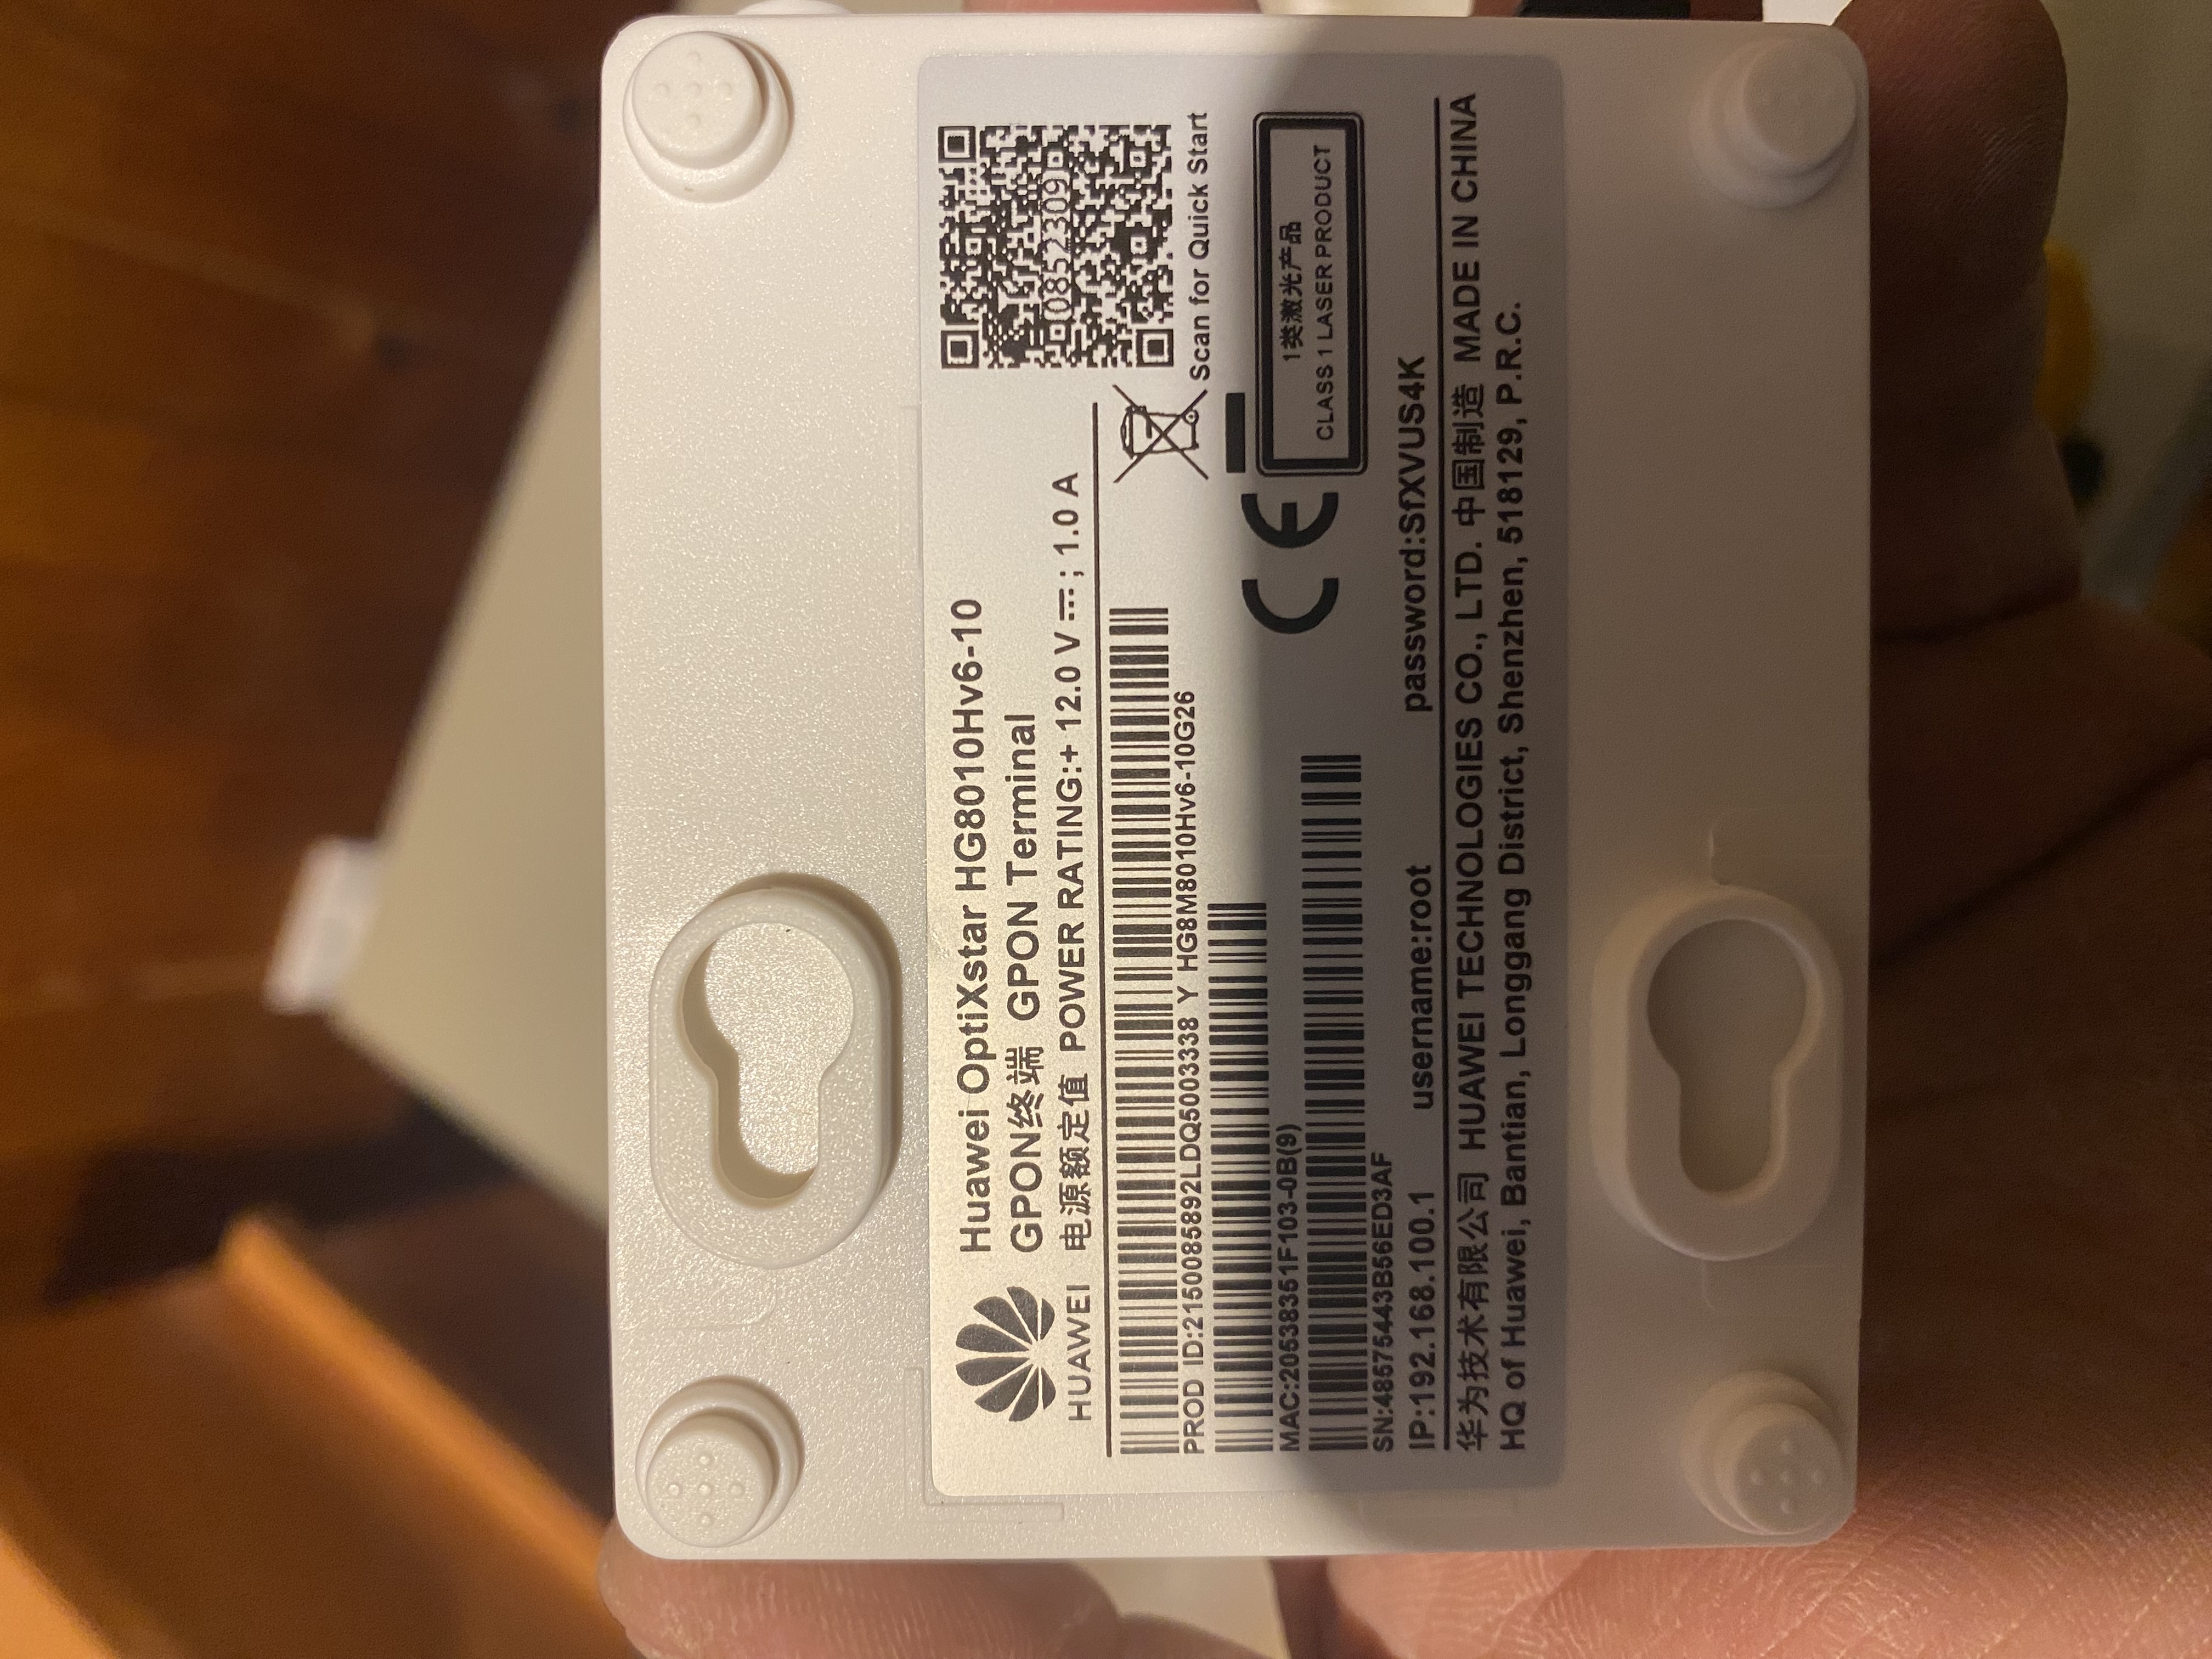 HUAWEI
Huawei OptiXstar HG8010Hv6-10
GPON终端 GPON Terminal
电源额定值 POWER RATING:+ 12.0 V ⎓; 1.0 A
0852309
Scan for Quick Start
PROD ID:2150085892LDQ5003338 Y HG8M8010Hv6-10G26
MAC:20538351F103-0B(9)
SN:48575443B56ED3AF
CE
1类激光产品
CLASS 1 LASER PRODUCT
IP:192.168.100.1 username:root password:SfXVUS4K
华为技术有限公司 HUAWEI TECHNOLOGIES CO., LTD. 中国制造 MADE IN CHINA
HQ of Huawei, Bantian, Longgang District, Shenzhen, 518129, P.R.C.